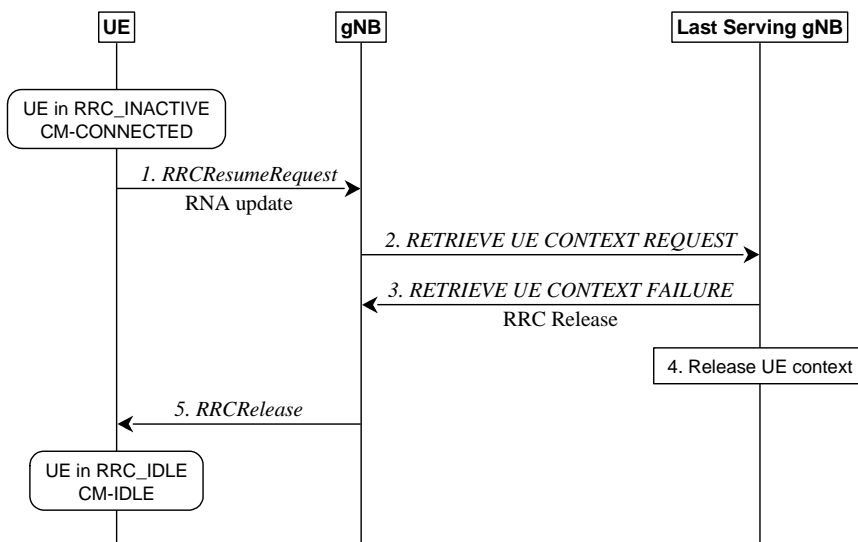 UE
gNB
Last Serving gNB
UE in RRC_INACTIVE
CM-CONNECTED
1. RRCResumeRequest
RNA update
2. RETRIEVE UE CONTEXT REQUEST
3. RETRIEVE UE CONTEXT FAILURE
RRC Release
4. Release UE context
5. RRCRelease
UE in RRC_IDLE
CM-IDLE